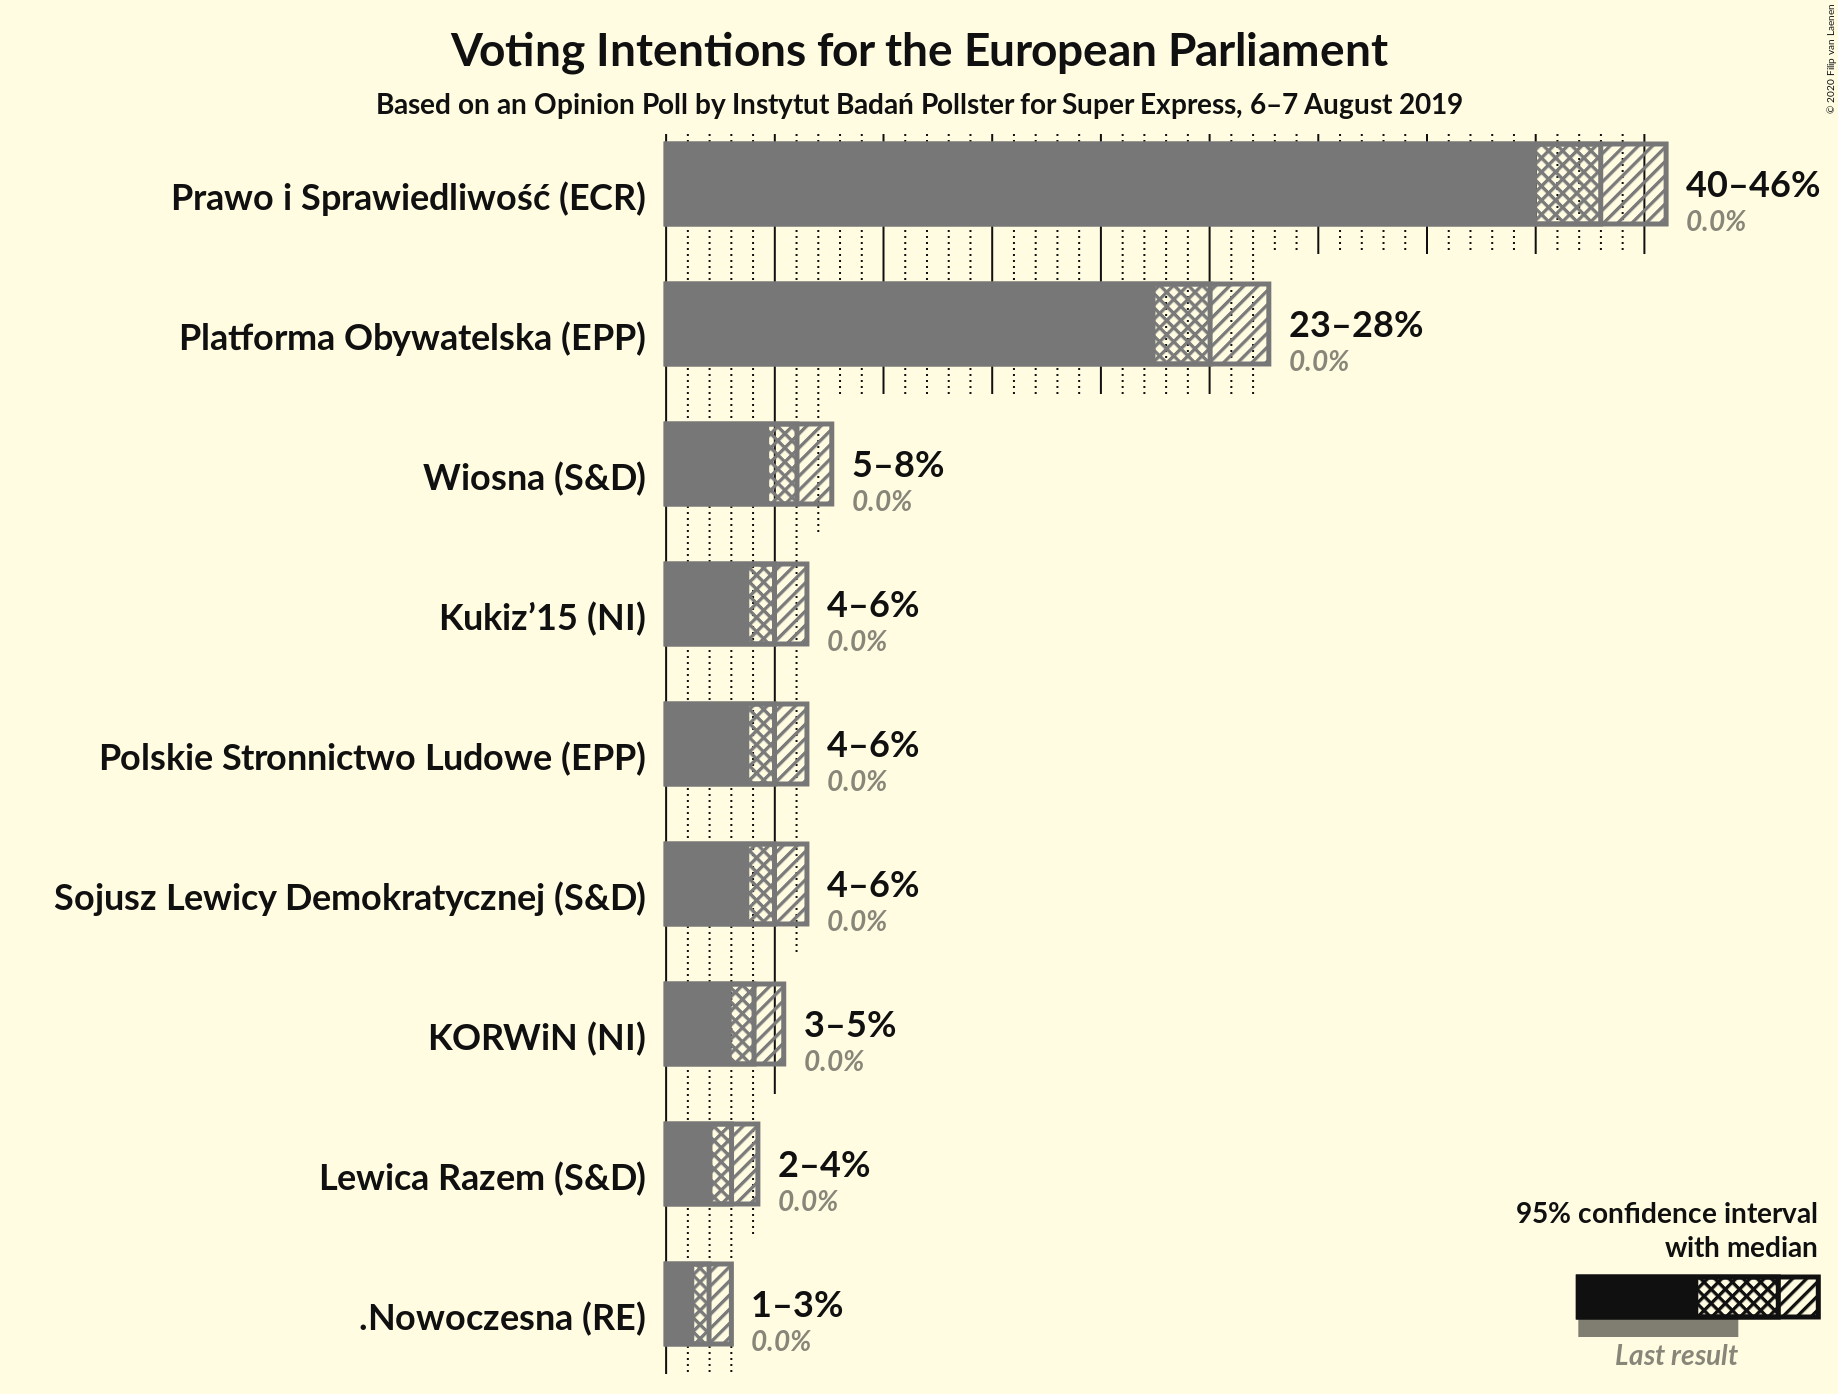 Voting Intentions for the European Parliament
Based on an Opinion Poll by Instytut Badań Pollster for Super Express, 6–7 August 2019
© 2020 Filip van Laenen
Prawo i Sprawiedliwość (ECR)
40–46%
0.0%
Platforma Obywatelska (EPP)
23–28%
0.0%
Wiosna (S&D)
5–8%
0.0%
Kukiz’15 (NI)
4–6%
0.0%
Polskie Stronnictwo Ludowe (EPP)
4–6%
0.0%
Sojusz Lewicy Demokratycznej (S&D)
4–6%
0.0%
KORWiN (NI)
3–5%
0.0%
Lewica Razem (S&D)
2–4%
0.0%
.Nowoczesna (RE)
1–3%
0.0%
95% confidence interval
with median
Last result